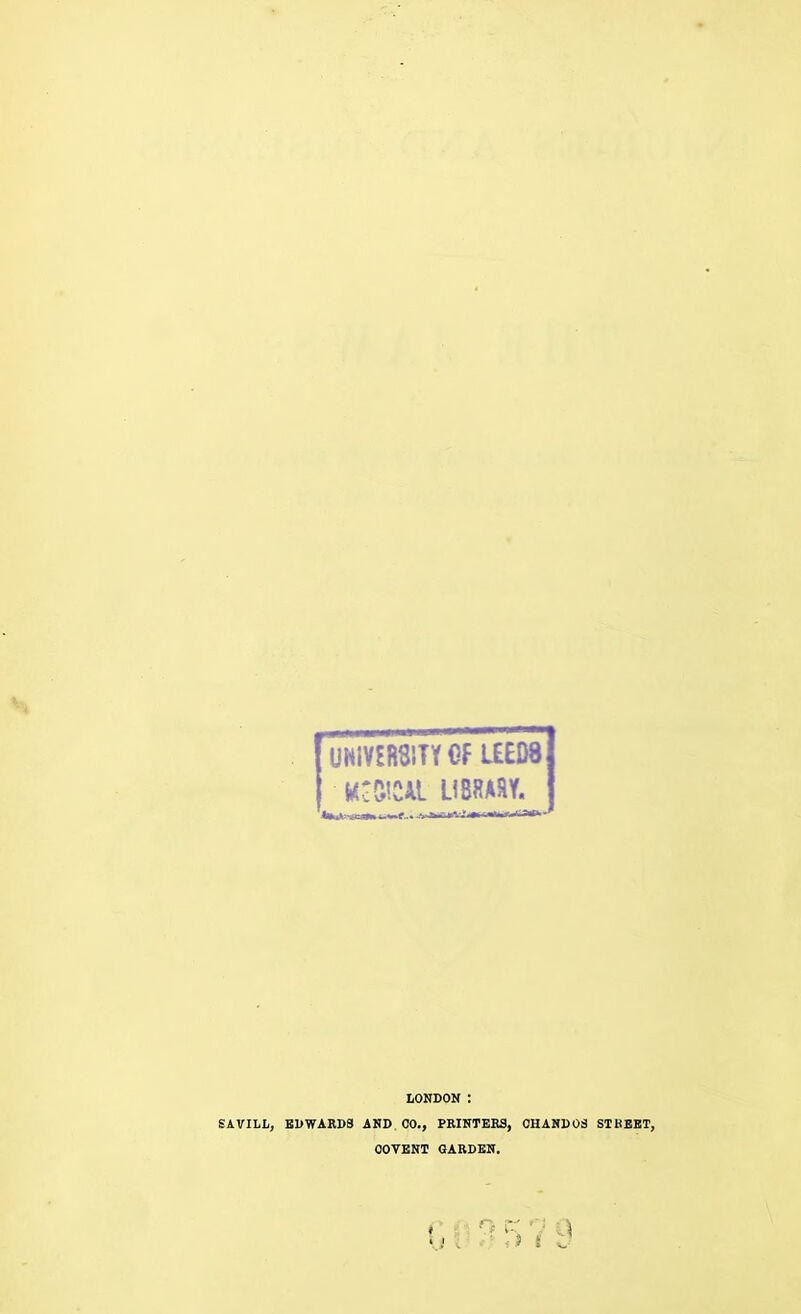 UNIVERSITY OF LEEDS
MEDICAL LIBRARY.
LONDON :
SAVILL, EDWARDS AND CO., PRINTERS, CHANDOS STREET,
COVENT GARDEN.